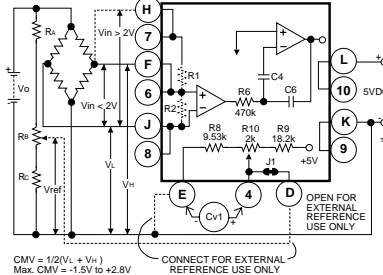 H
RA
Vin > 2V
7
F
R1
L
C4
6
Vo
Vin < 2V
R2
R6
470k
C6
10
5VDC
J
K
RB
VL
8
R8
9.53k
R10
2k
R9
18.2k
9
VH
+5V
Vref
J1
RC
E
4
D
Cv1
OPEN FOR
EXTERNAL
REFERENCE
USE ONLY
CMV = 1/2(VL + VH)
Max. CMV = -1.5V to +2.8V
CONNECT FOR EXTERNAL
REFERENCE USE ONLY